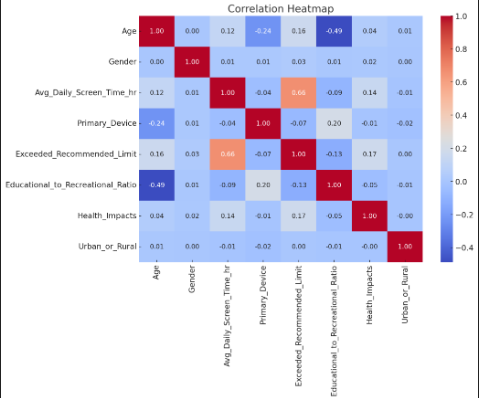 Correlation Heatmap
Age 1.00 0.00 0.12 -0.24 0.16 -0.49 0.04 0.01
Gender 0.00 1.00 0.01 0.01 0.03 0.01 0.02 0.00
Avg_Daily_Screen_Time_hr 0.12 0.01 1.00 -0.04 0.66 -0.09 0.14 -0.01
Primary_Device -0.24 0.01 -0.04 1.00 -0.07 0.20 -0.01 -0.02
Exceeded_Recommended_Limit 0.16 0.03 0.66 -0.07 1.00 -0.13 0.17 0.00
Educational_to_Recreational_Ratio -0.49 0.01 -0.09 0.20 -0.13 1.00 -0.05 -0.01
Health_Impacts 0.04 0.02 0.14 -0.01 0.17 -0.05 1.00 -0.00
Urban_or_Rural 0.01 0.00 -0.01 -0.02 0.00 -0.01 -0.00 1.00
Age
Gender
Avg_Daily_Screen_Time_hr
Primary_Device
Exceeded_Recommended_Limit
Educational_to_Recreational_Ratio
Health_Impacts
Urban_or_Rural
1.0
0.8
0.6
0.4
0.2
0.0
−0.2
−0.4